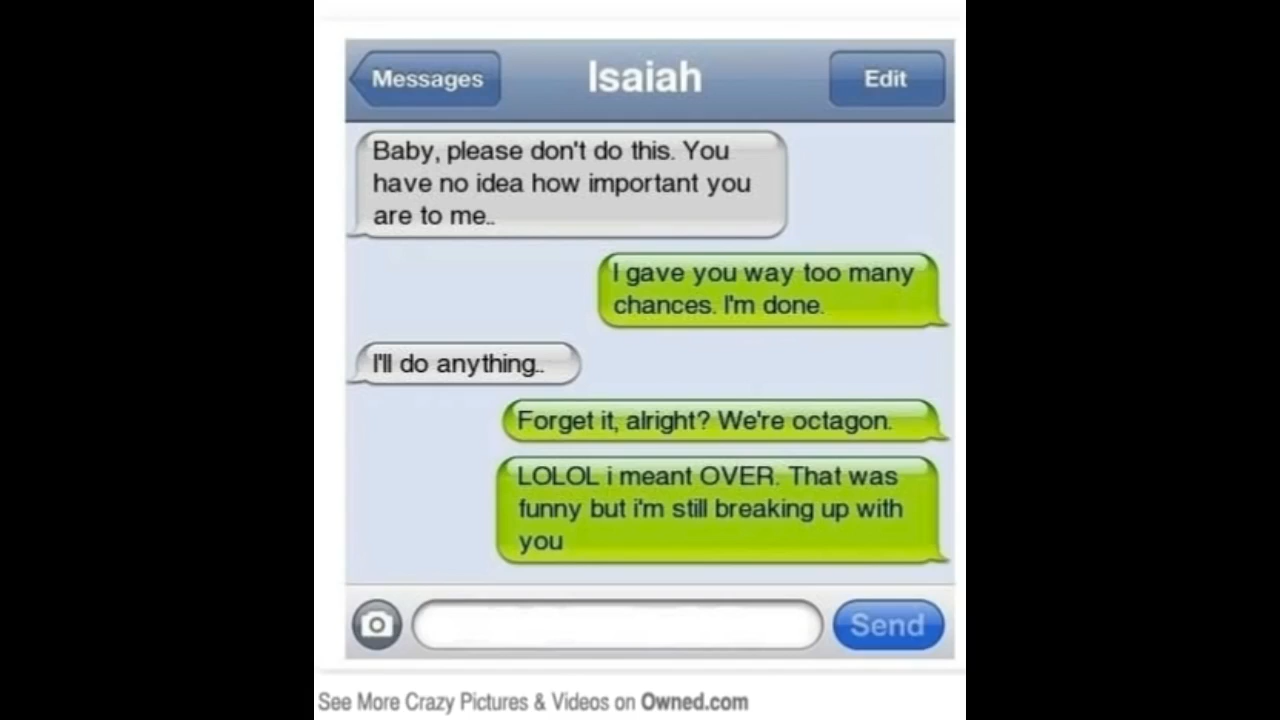 Messages
Isaiah
Edit
Baby, please don't do this. You
have no idea how important you
are to me..
I gave you way too many
chances. I'm done.
I'll do anything..
Forget it, alright? We're octagon.
LOLOL i meant OVER. That was
funny but i'm still breaking up with
you
Send
See More Crazy Pictures & Videos on Owned.com